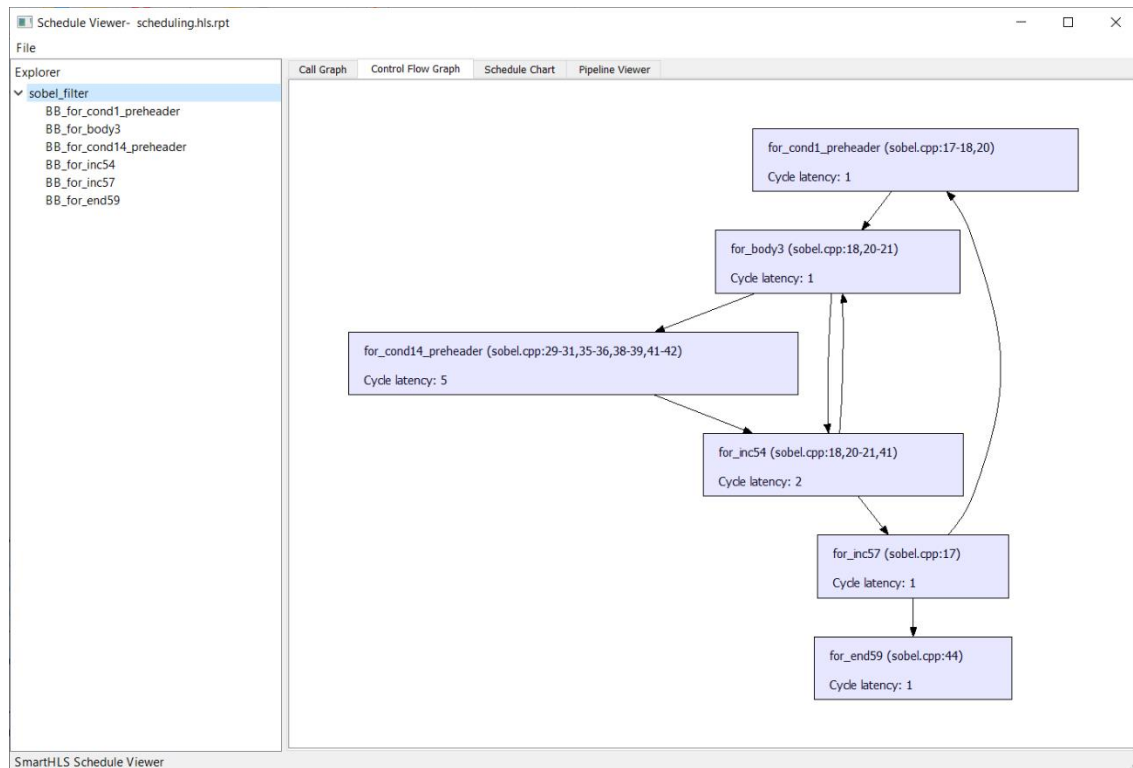 Schedule Viewer- scheduling.hls.rpt
File
Explorer
sobel_filter
BB_for_cond1_preheader
BB_for_body3
BB_for_cond14_preheader
BB_for_inc54
BB_for_inc57
BB_for_end59
Call Graph
Control Flow Graph
Schedule Chart
Pipeline Viewer
for_cond1_preheader (sobel.cpp:17-18,20)
Cycle latency: 1
for_body3 (sobel.cpp:18,20-21)
Cycle latency: 1
for_cond14_preheader (sobel.cpp:29-31,35-36,38-39,41-42)
Cycle latency: 5
for_inc54 (sobel.cpp:18,20-21,41)
Cycle latency: 2
for_inc57 (sobel.cpp:17)
Cycle latency: 1
for_end59 (sobel.cpp:44)
Cycle latency: 1
SmartHLS Schedule Viewer